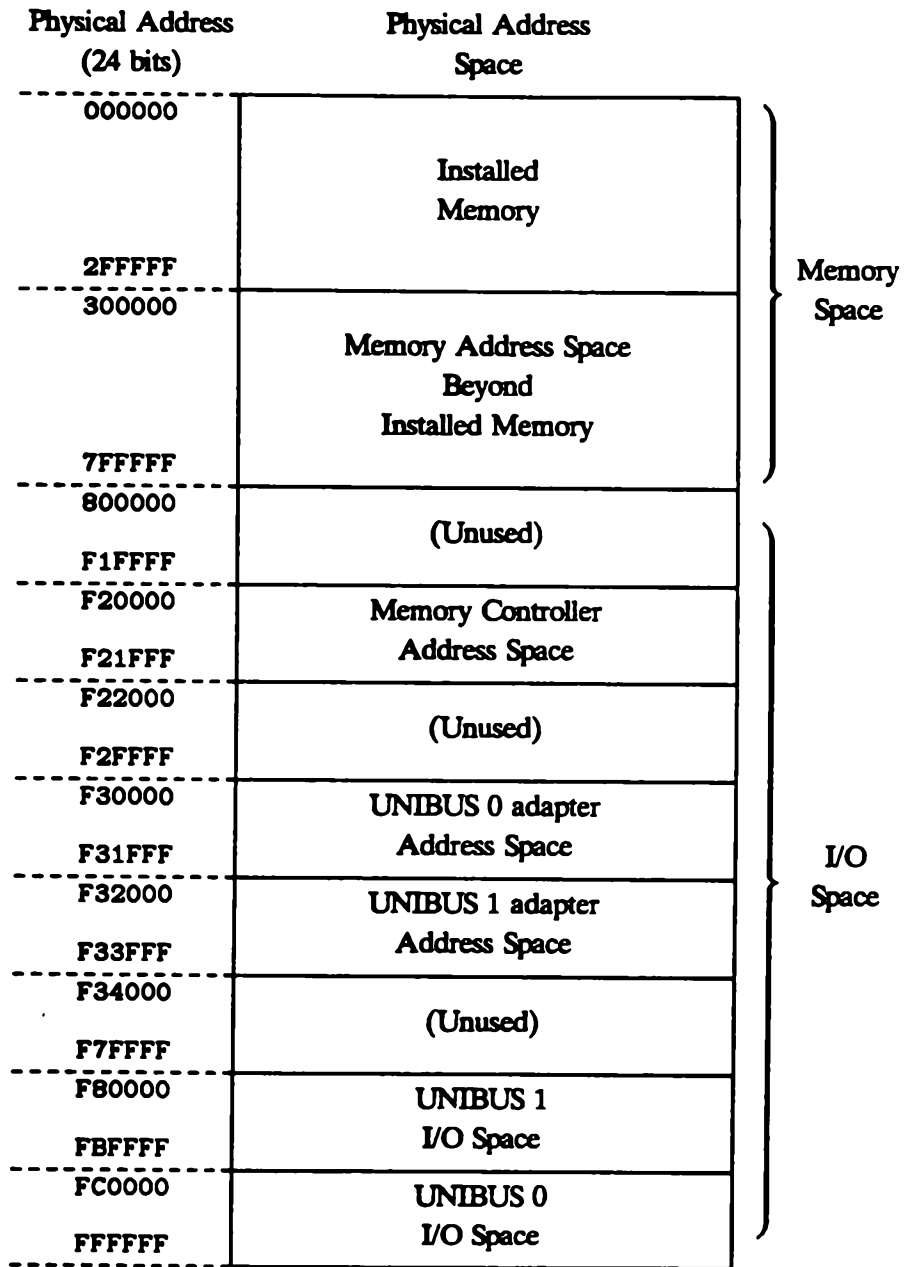 Physical Address
(24 bits)
Physical Address
Space
000000
Installed
Memory
2FFFFF
300000
Memory Address Space
Beyond
Installed Memory
7FFFFF
Memory
Space
800000
(Unused)
F1FFFF
F20000
Memory Controller
Address Space
F21FFF
F22000
(Unused)
F2FFFF
F30000
UNIBUS 0 adapter
Address Space
F31FFF
F32000
UNIBUS 1 adapter
Address Space
F33FFF
F34000
(Unused)
F7FFFF
F80000
UNIBUS 1
I/O Space
FBFFFF
FC0000
UNIBUS 0
I/O Space
FFFFFF
I/O
Space